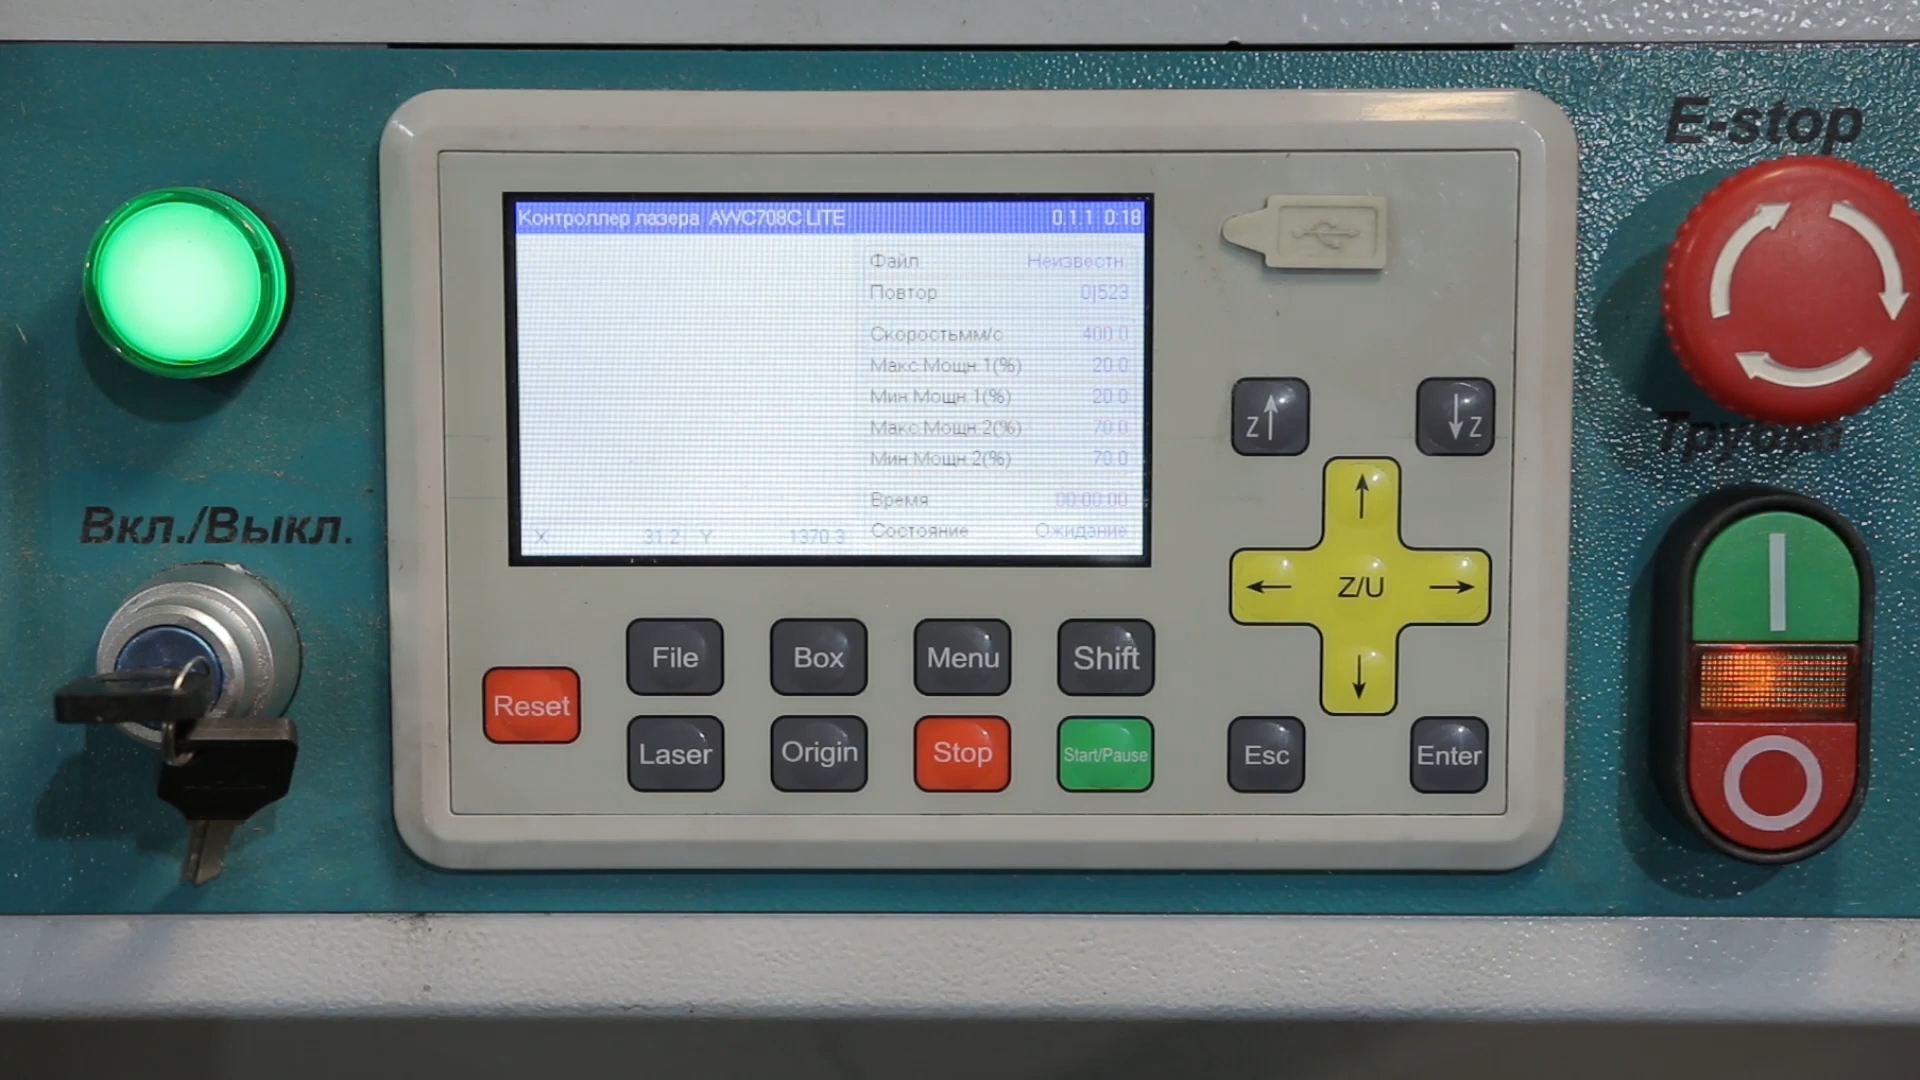 E-stop
Контроллер лазера AWC708C LITE 0.1.1 0:18
Файл Неизвестн.
Повтор 0|523
Скоростьмм/с 400.0
Макс.Мощн.1(%) 20.0
Мин.Мощн.1(%) 20.0
Макс.Мощн.2(%) 70.0
Мин.Мощн.2(%) 70.0
Время 00:00:00
X 31.2 Y 1370.3 Состояние Ожидание
Z Z
Трубка
Вкл./Выкл.
Z/U
File Box Menu Shift
Reset
Laser Origin Stop Start/Pause Esc Enter